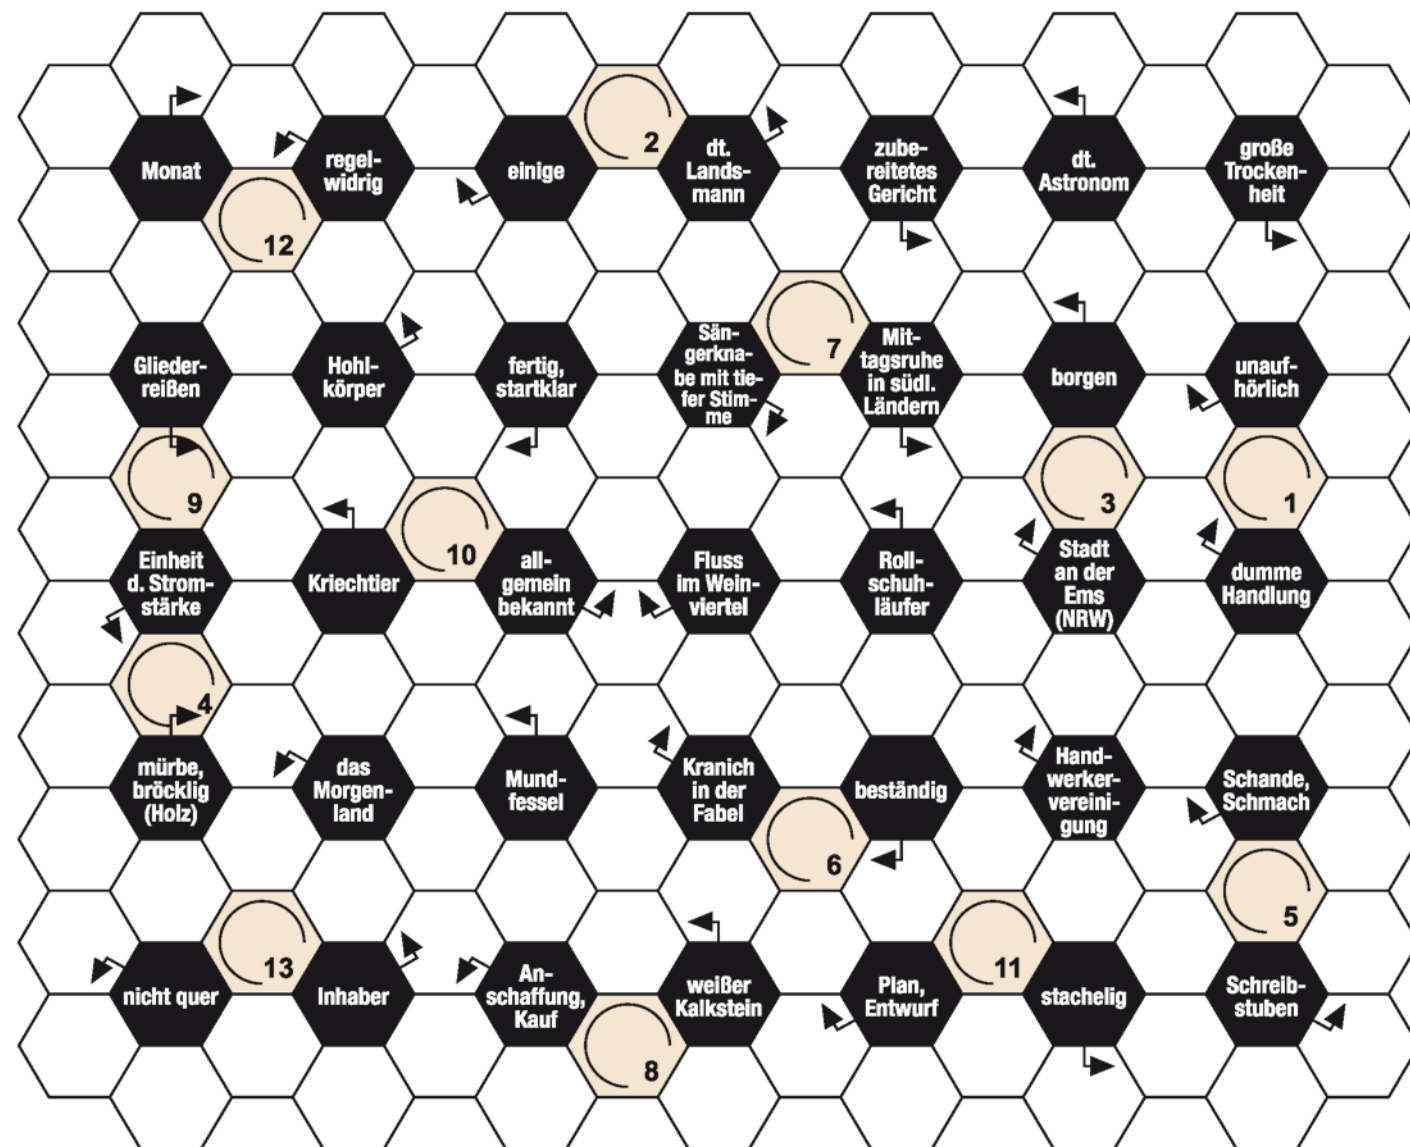 2
Monat
regel-
widrig
einige
dt.
Lands-
mann
zube-
reitetes
Gericht
dt.
Astronom
große
Trocken-
heit
12
7
Glieder-
reißen
Hohl-
körper
fertig,
startklar
Sän-
gerkna-
be mit tie-
fer Stim-
me
Mit-
tagsruhe
in südl.
Ländern
borgen
unauf-
hörlich
9
3
1
10
Einheit
d. Strom-
stärke
Kriechtier
all-
gemein
bekannt
Fluss
im Wein-
viertel
Roll-
schuh-
läufer
Stadt
an der
Ems
(NRW)
dumme
Handlung
4
mürbe,
bröcklig
(Holz)
das
Morgen-
land
Mund-
fessel
Kranich
in der
Fabel
beständig
Hand-
werker-
vereini-
gung
Schande,
Schmach
6
5
13
11
nicht quer
Inhaber
An-
schaffung,
Kauf
weißer
Kalkstein
Plan,
Entwurf
stachelig
Schreib-
stuben
8